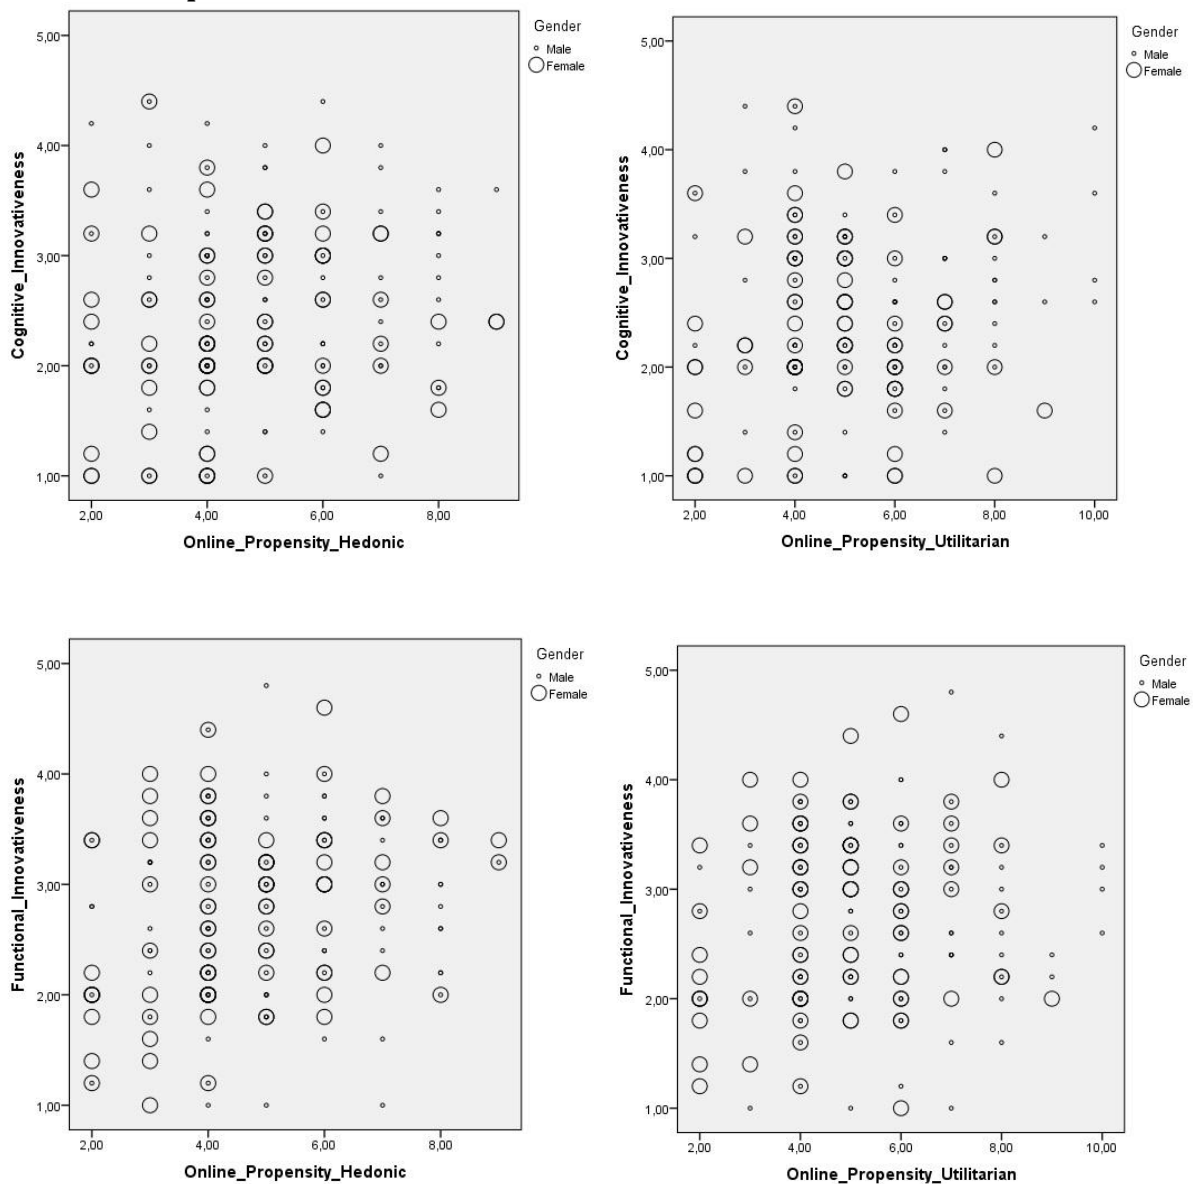 Gender
Male
Female
5,00
4,00
3,00
2,00
1,00
Cognitive_Innovativeness
2,00 4,00 6,00 8,00
Online_Propensity_Hedonic
Gender
Male
Female
5,00
4,00
3,00
2,00
1,00
Cognitive_Innovativeness
2,00 4,00 6,00 8,00 10,00
Online_Propensity_Utilitarian
Gender
Male
Female
5,00
4,00
3,00
2,00
1,00
Functional_Innovativeness
2,00 4,00 6,00 8,00
Online_Propensity_Hedonic
Gender
Male
Female
5,00
4,00
3,00
2,00
1,00
Functional_Innovativeness
2,00 4,00 6,00 8,00 10,00
Online_Propensity_Utilitarian